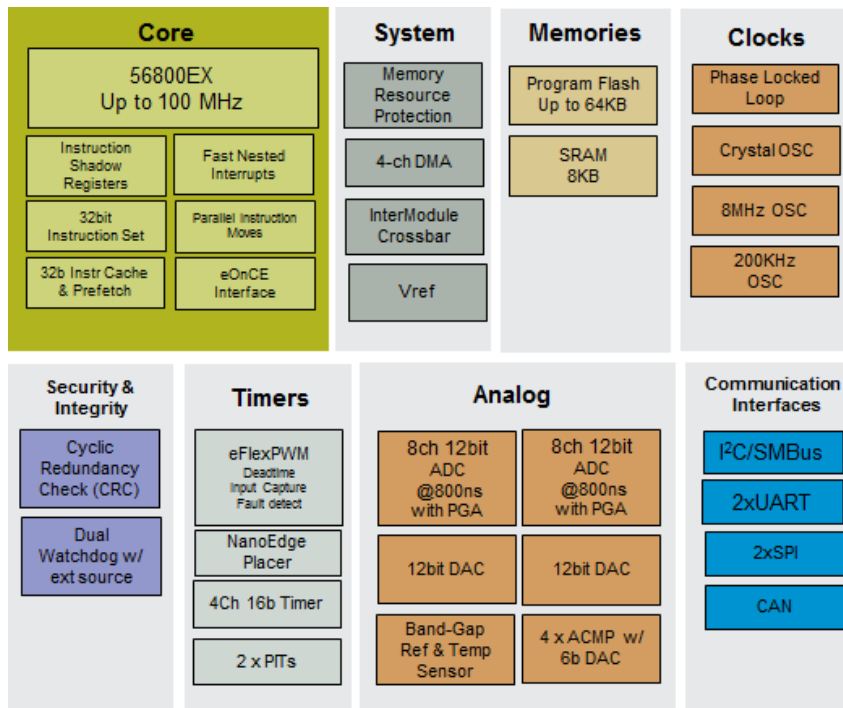 Core
56800EX
Up to 100 MHz
Instruction
Shadow
Registers
Fast Nested
Interrupts
32bit
Instruction Set
Parallel Instruction
Moves
32b Instr Cache
& Prefetch
eOnCE
Interface
System
Memory
Resource
Protection
4-ch DMA
InterModule
Crossbar
Vref
Memories
Program Flash
Up to 64KB
SRAM
8KB
Clocks
Phase Locked
Loop
Crystal OSC
8MHz OSC
200KHz
OSC
Security &
Integrity
Cyclic
Redundancy
Check (CRC)
Dual
Watchdog w/
ext source
Timers
eFlexPWM
Deadtime
Input Capture
Fault detect
NanoEdge
Placer
4Ch 16b Timer
2 x PITs
Analog
8ch 12bit
ADC
@800ns
with PGA
8ch 12bit
ADC
@800ns
with PGA
12bit DAC
12bit DAC
Band-Gap
Ref & Temp
Sensor
4 x ACMP w/
6b DAC
Communication
Interfaces
I²C/SMBus
2xUART
2xSPI
CAN